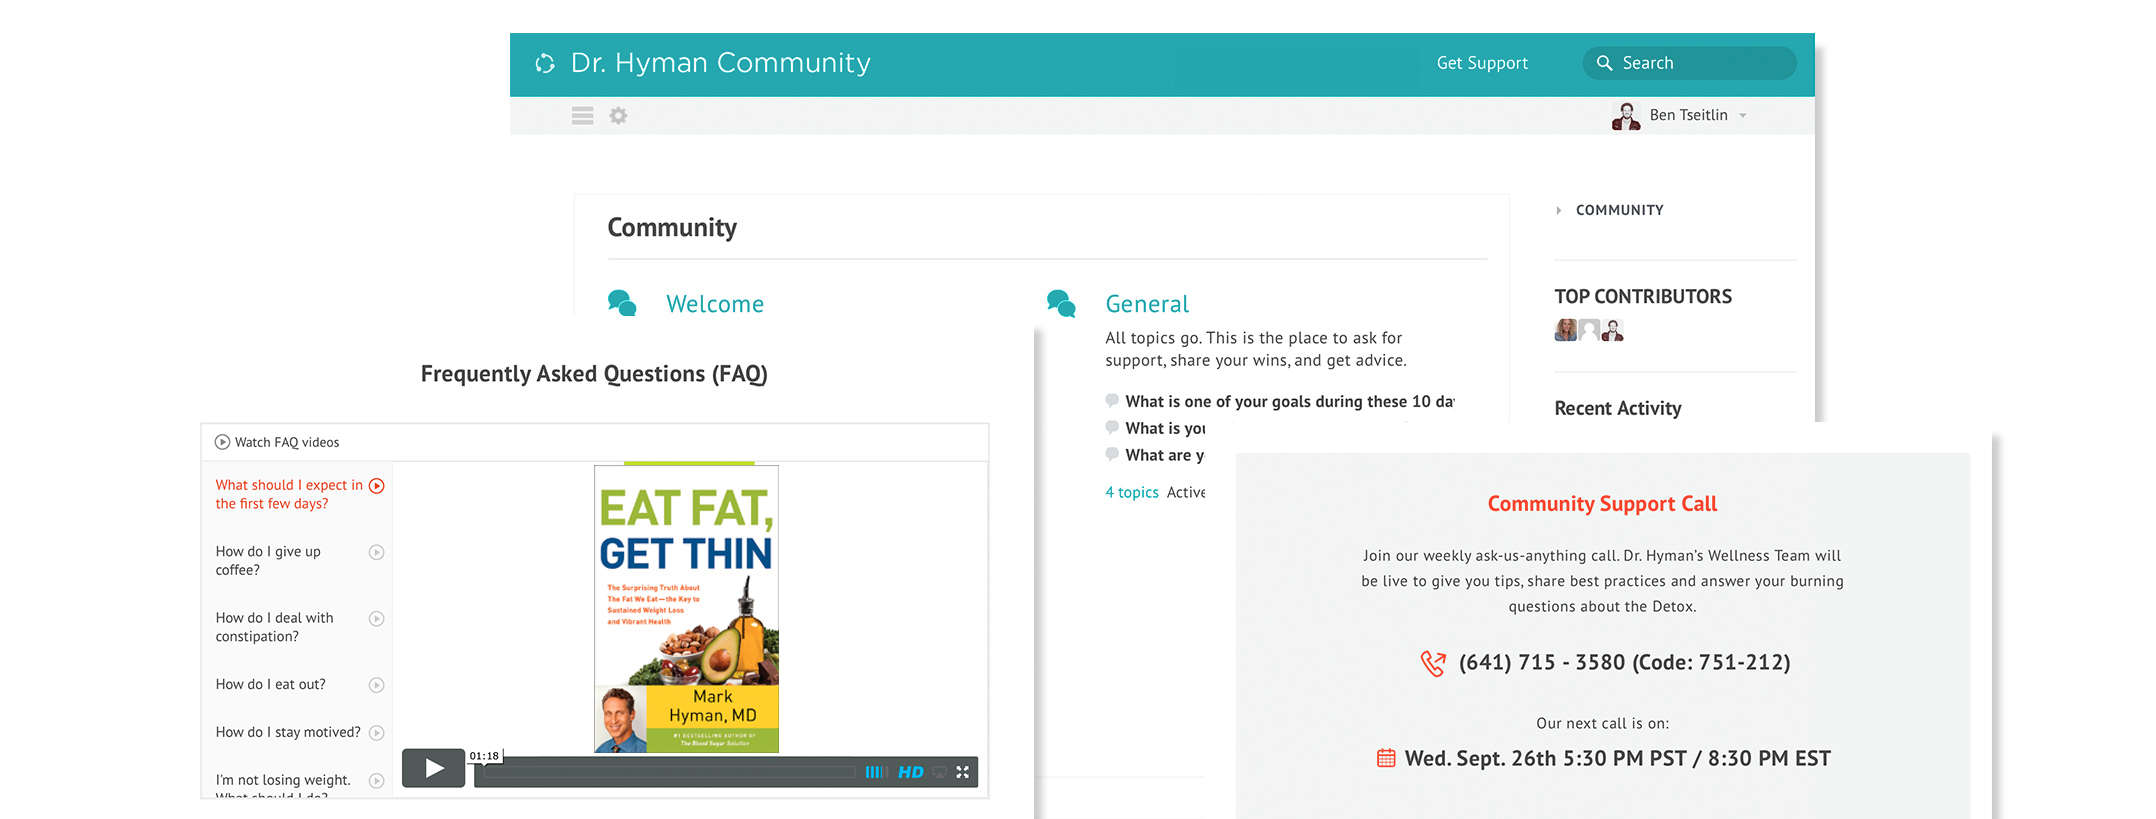 Dr. Hyman Community
Get Support
Search
Ben Tseitlin
Community
COMMUNITY
Welcome
General
All topics go. This is the place to ask for
support, share your wins, and get advice.
What is one of your goals during these 10
What is
What are
4 topics Active
TOP CONTRIBUTORS
Recent Activity
Frequently Asked Questions (FAQ)
Watch FAQ videos
What should I expect in
the first few days?
How do I give up
coffee?
How do I deal with
constipation?
How do I eat out?
How do I stay motived?
I'm not losing weight.
What should I do?
EAT FAT,
GET THIN
The Surprising Truth About
The Fat We Eat—the Key to
Sustained Weight Loss
and Vibrant Health
Mark
Hyman, MD
#1 BESTSELLING AUTHOR OF
The Blood Sugar Solution
01:18
HD
Community Support Call
Join our weekly ask-us-anything call. Dr. Hyman's Wellness Team will
be live to give you tips, share best practices and answer your burning
questions about the Detox.
(641) 715 - 3580 (Code: 751-212)
Our next call is on:
Wed. Sept. 26th 5:30 PM PST / 8:30 PM EST